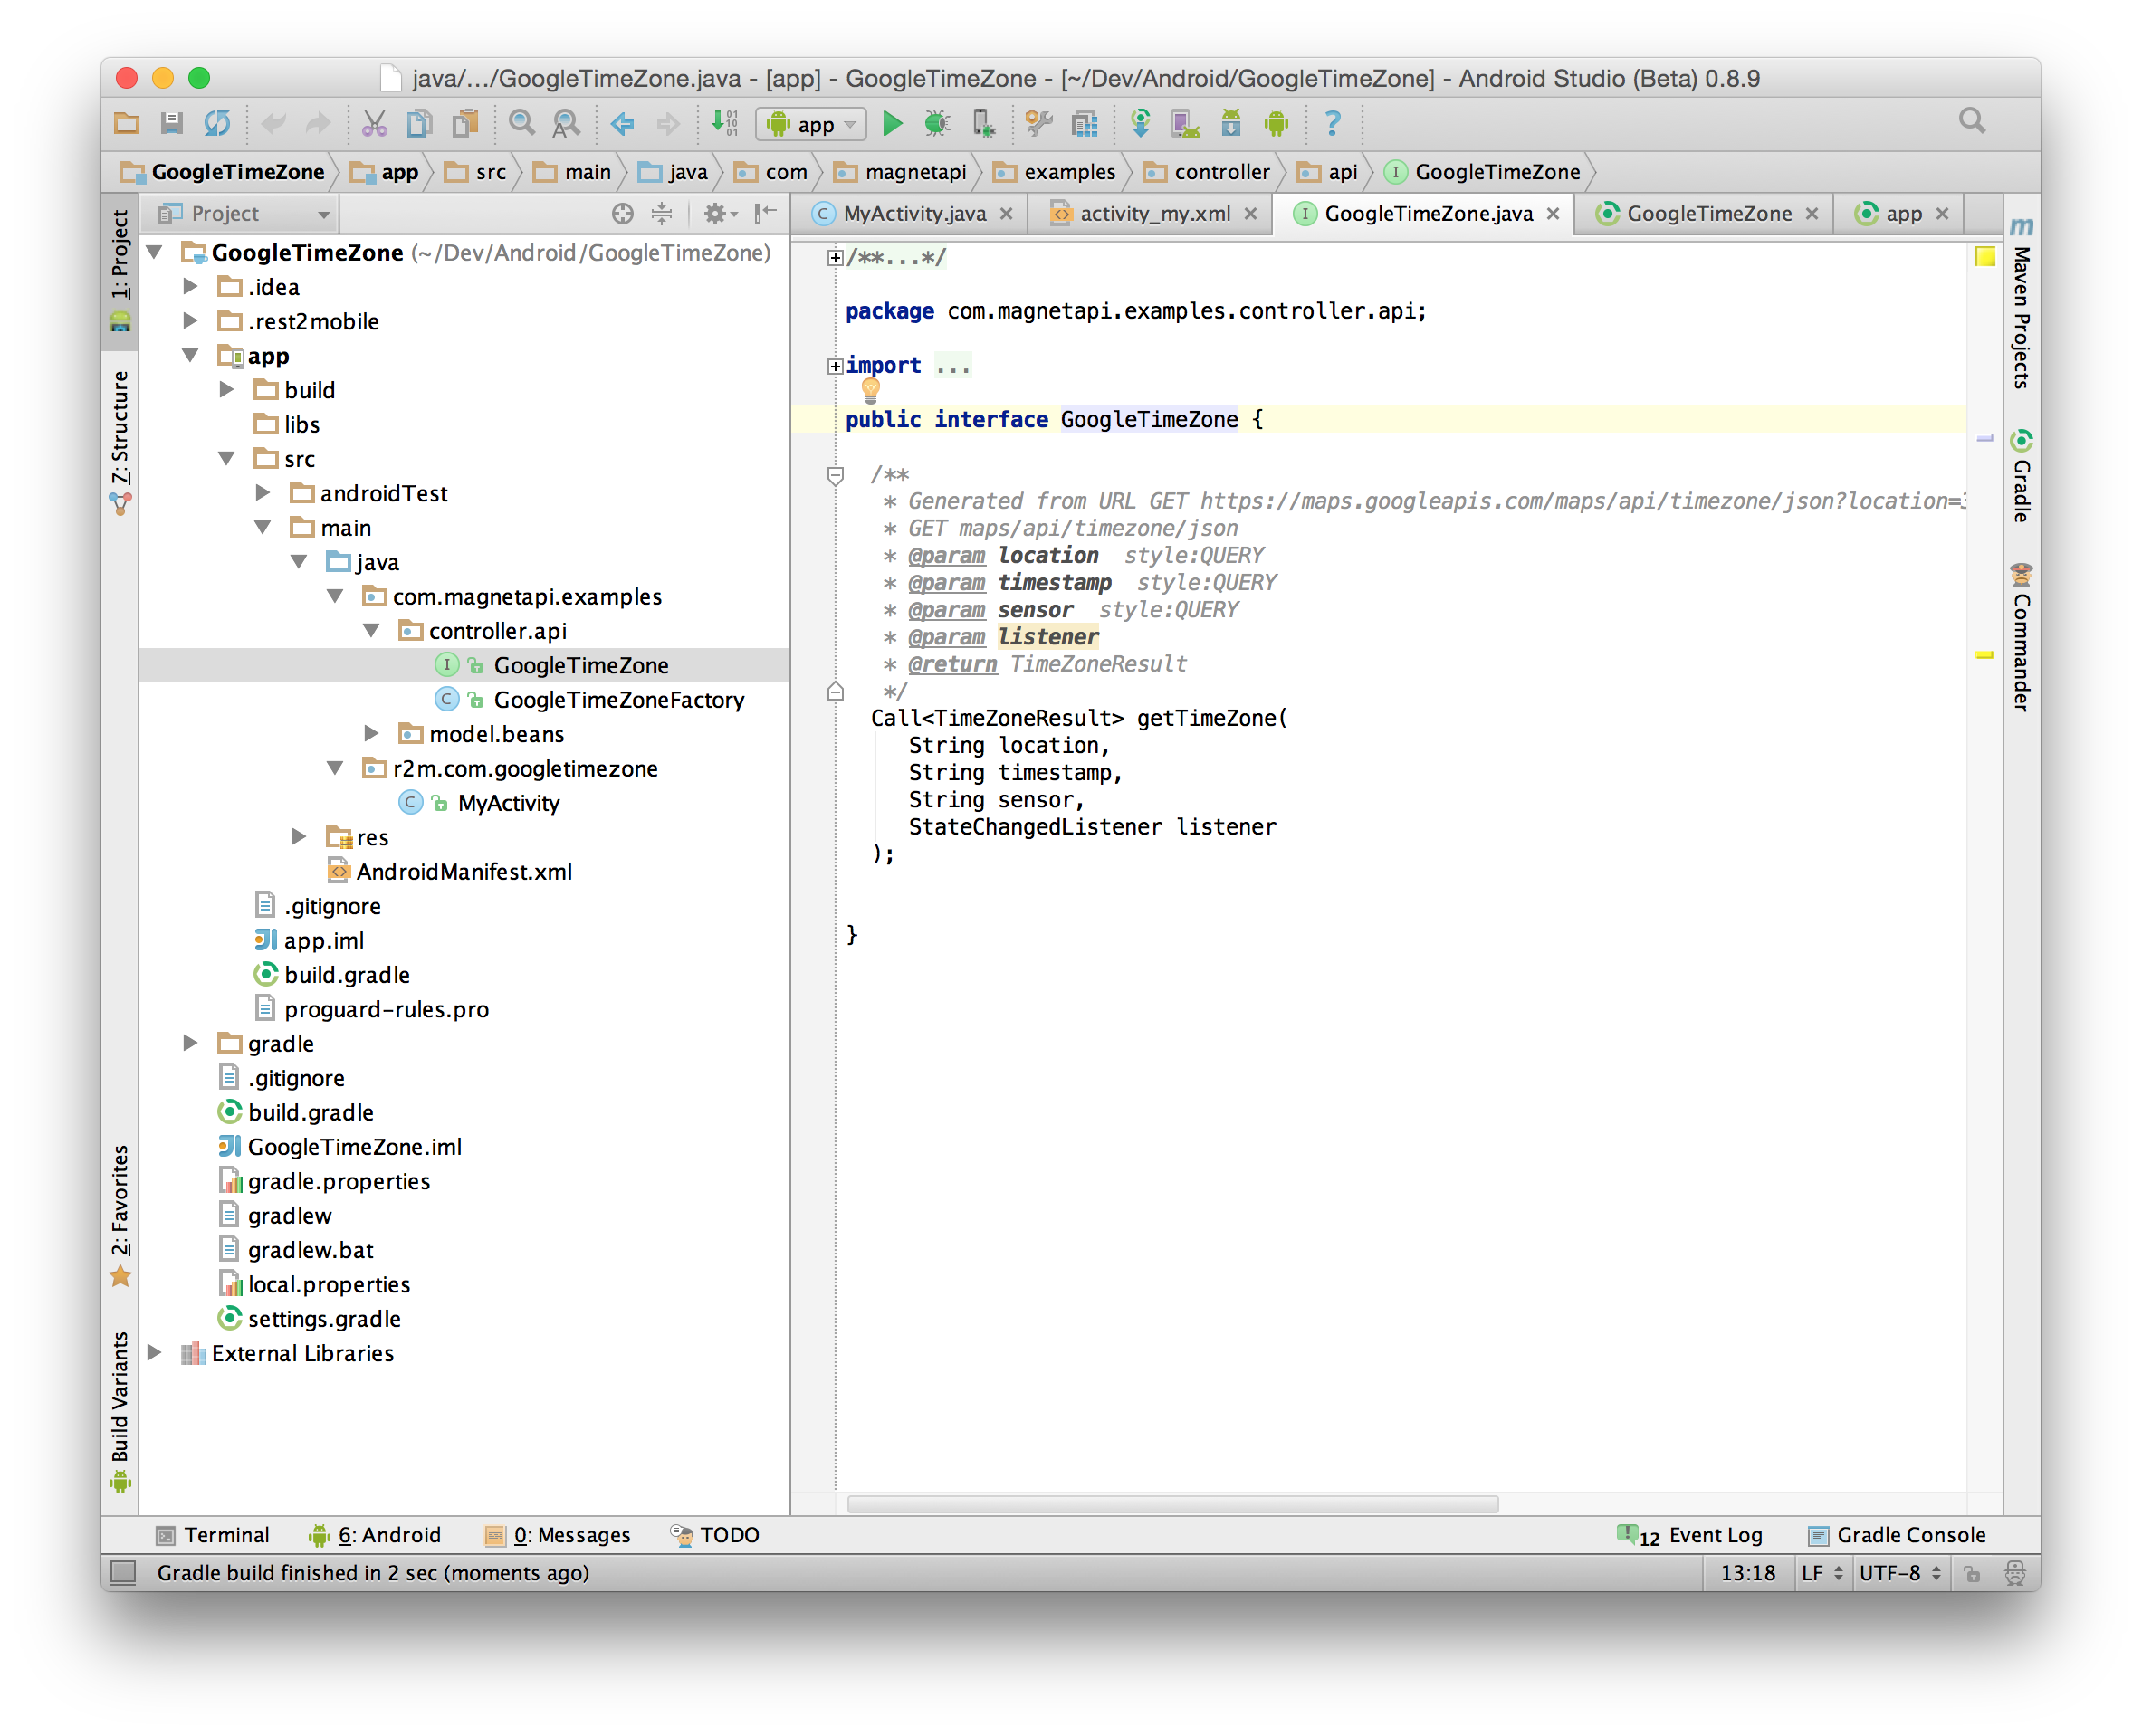 java/.../GoogleTimeZone.java - [app] - GoogleTimeZone - [~/Dev/Android/GoogleTimeZone] - Android Studio (Beta) 0.8.9
app
GoogleTimeZone app src main java com magnetapi examples controller api GoogleTimeZone
1: Project
7: Structure
2: Favorites
Build Variants
Project
GoogleTimeZone (~/Dev/Android/GoogleTimeZone)
.idea
.rest2mobile
app
build
libs
src
androidTest
main
java
com.magnetapi.examples
controller.api
GoogleTimeZone
GoogleTimeZoneFactory
model.beans
r2m.com.googletimezone
MyActivity
res
AndroidManifest.xml
.gitignore
app.iml
build.gradle
proguard-rules.pro
gradle
.gitignore
build.gradle
GoogleTimeZone.iml
gradle.properties
gradlew
gradlew.bat
local.properties
settings.gradle
External Libraries
MyActivity.java activity_my.xml GoogleTimeZone.java GoogleTimeZone app
/**...*/
package com.magnetapi.examples.controller.api;
import ...
public interface GoogleTimeZone {
/**
* Generated from URL GET https://maps.googleapis.com/maps/api/timezone/json?location=
* GET maps/api/timezone/json
* @param location style:QUERY
* @param timestamp style:QUERY
* @param sensor style:QUERY
* @param listener
* @return TimeZoneResult
*/
Call<TimeZoneResult> getTimeZone(
String location,
String timestamp,
String sensor,
StateChangedListener listener
);
}
Maven Projects
Gradle
Commander
Terminal 6: Android 0: Messages TODO 12 Event Log Gradle Console
Gradle build finished in 2 sec (moments ago) 13:18 LF UTF-8